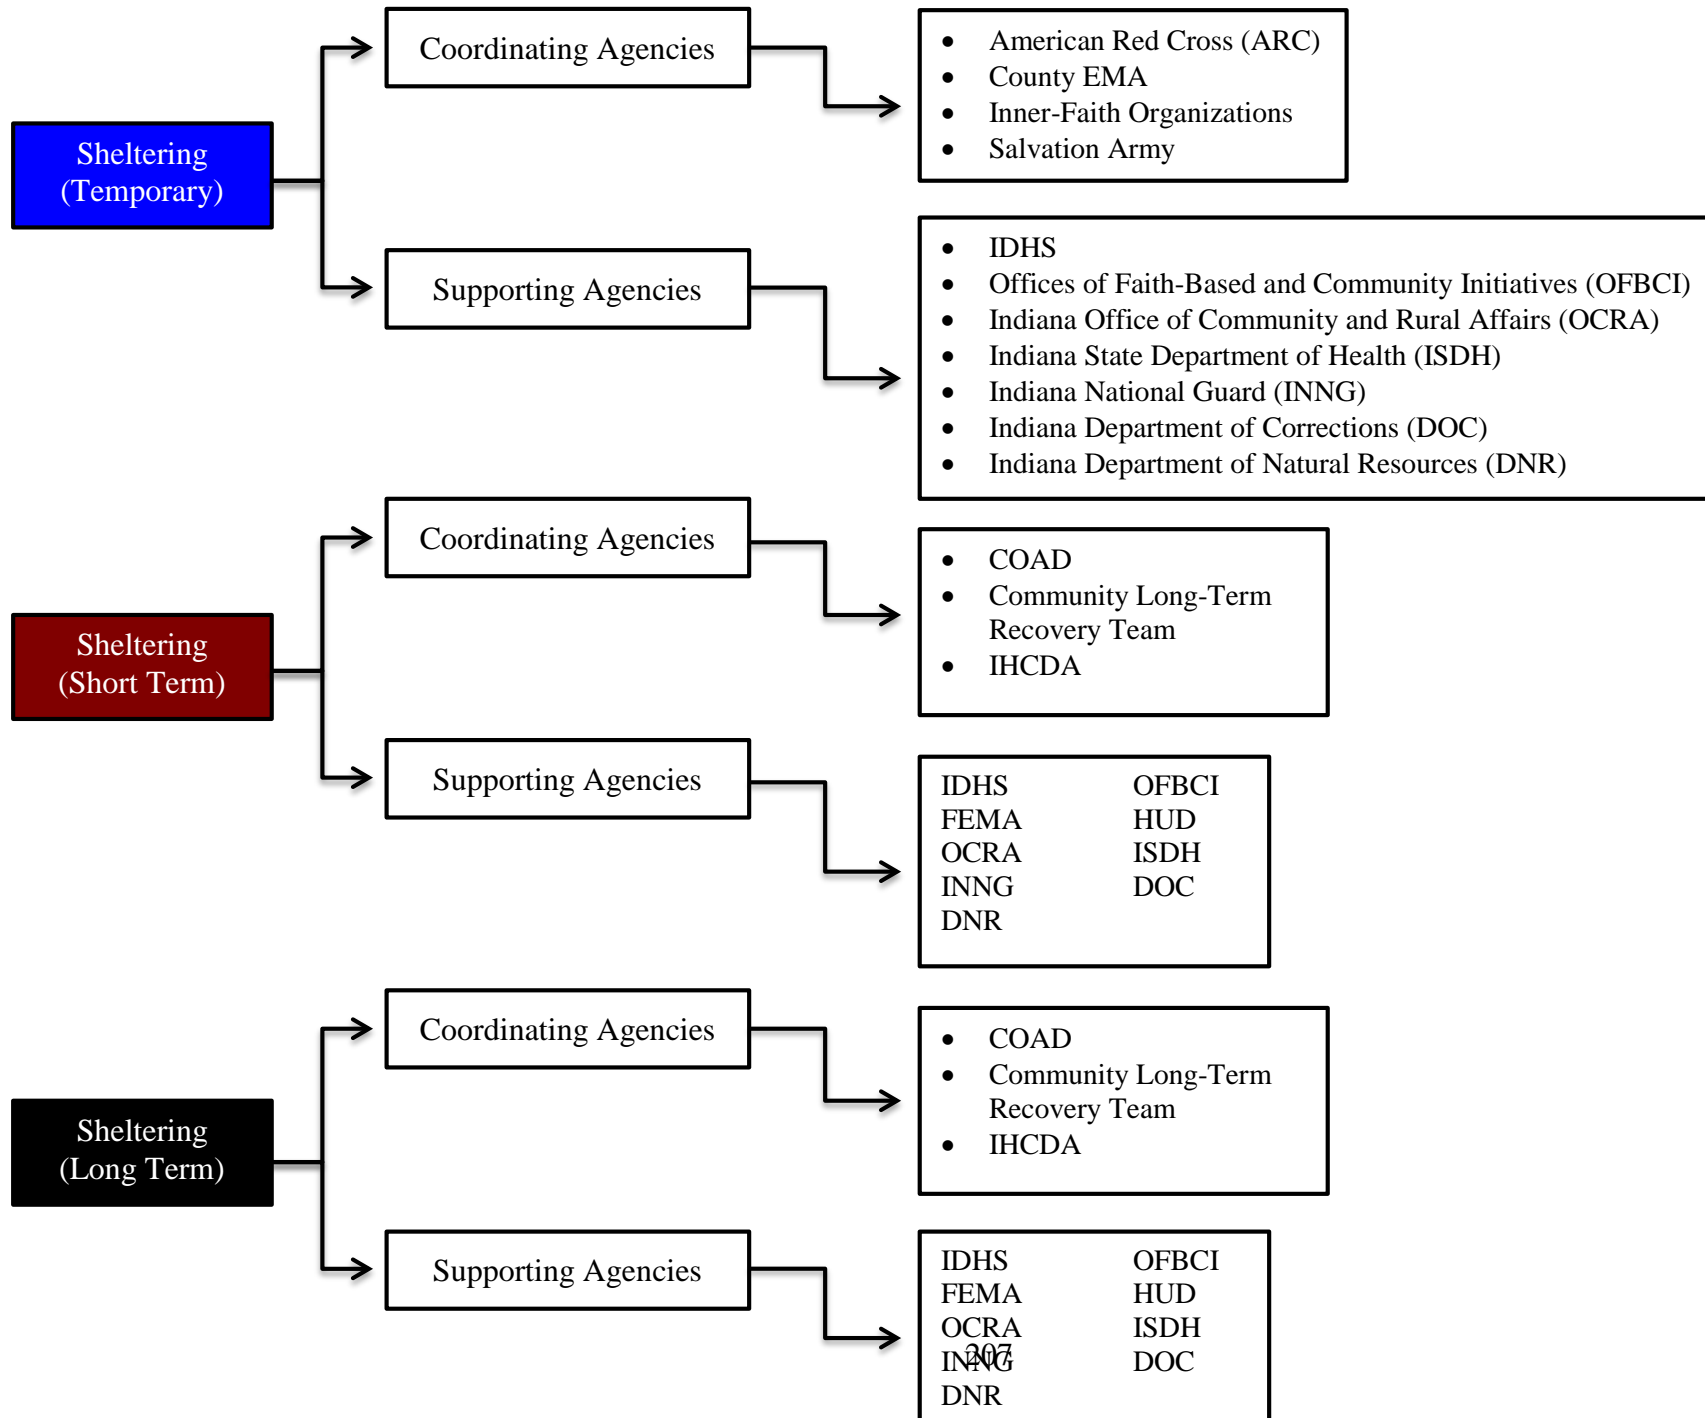 Sheltering
(Temporary)
Coordinating Agencies
• American Red Cross (ARC)
• County EMA
• Inner-Faith Organizations
• Salvation Army
Supporting Agencies
• IDHS
• Offices of Faith-Based and Community Initiatives (OFBCI)
• Indiana Office of Community and Rural Affairs (OCRA)
• Indiana State Department of Health (ISDH)
• Indiana National Guard (INNG)
• Indiana Department of Corrections (DOC)
• Indiana Department of Natural Resources (DNR)
Sheltering
(Short Term)
Coordinating Agencies
• COAD
• Community Long-Term
Recovery Team
• IHCDA
Supporting Agencies
IDHS OFBCI
FEMA HUD
OCRA ISDH
INNG DOC
DNR
Sheltering
(Long Term)
Coordinating Agencies
• COAD
• Community Long-Term
Recovery Team
• IHCDA
Supporting Agencies
IDHS OFBCI
FEMA HUD
OCRA ISDH
INNG DOC
DNR
207